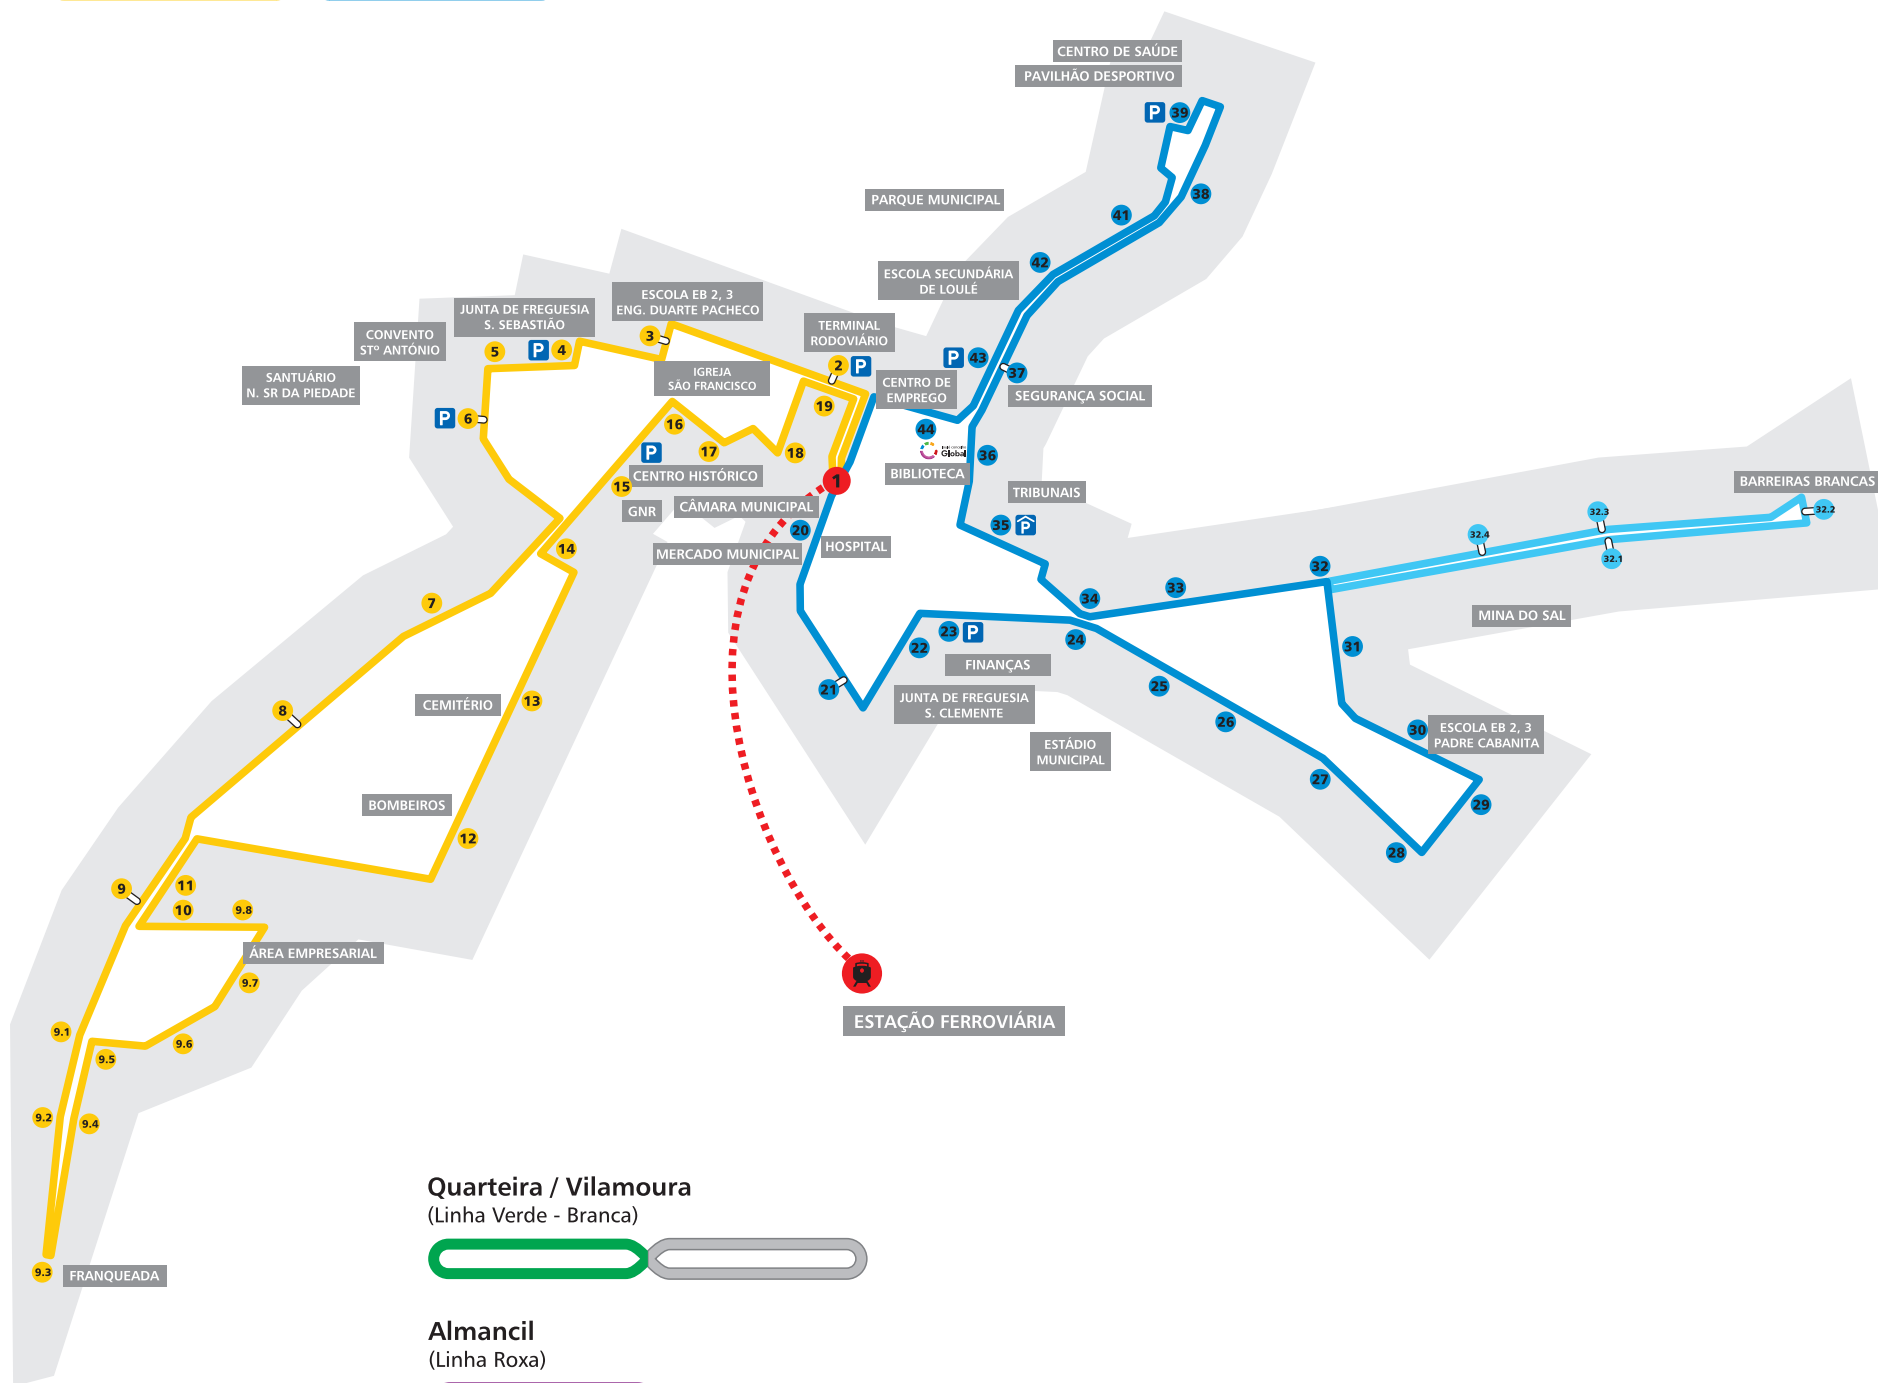 CENTRO DE SAÚDE
PAVILHÃO DESPORTIVO
P
39
38
PARQUE MUNICIPAL
41
42
ESCOLA SECUNDÁRIA
DE LOULÉ
ESCOLA EB 2, 3
ENG. DUARTE PACHECO
JUNTA DE FREGUESIA
S. SEBASTIÃO
TERMINAL
RODOVIÁRIO
CONVENTO
STº ANTÓNIO
3
5
P
4
2
P
P
43
37
IGREJA
SÃO FRANCISCO
SANTUÁRIO
N. SR DA PIEDADE
CENTRO DE
EMPREGO
SEGURANÇA SOCIAL
19
P
6
16
17
18
44
Global
36
P
CENTRO HISTÓRICO
BIBLIOTECA
1
15
GNR
CÂMARA MUNICIPAL
TRIBUNAIS
BARREIRAS BRANCAS
32.3
32.2
20
35
P
32.4
14
MERCADO MUNICIPAL
HOSPITAL
32.1
32
33
34
7
MINA DO SAL
23
P
24
22
31
FINANÇAS
21
25
8
CEMITÉRIO
13
JUNTA DE FREGUESIA
S. CLEMENTE
26
30
ESCOLA EB 2, 3
PADRE CABANITA
ESTÁDIO
MUNICIPAL
27
BOMBEIROS
29
12
28
9
11
10
9.8
ÁREA EMPRESARIAL
9.7
ESTAÇÃO FERROVIÁRIA
9.1
9.6
9.5
9.2
9.4
9.3
FRANQUEADA
Quarteira / Vilamoura
(Linha Verde - Branca)
Almancil
(Linha Roxa)